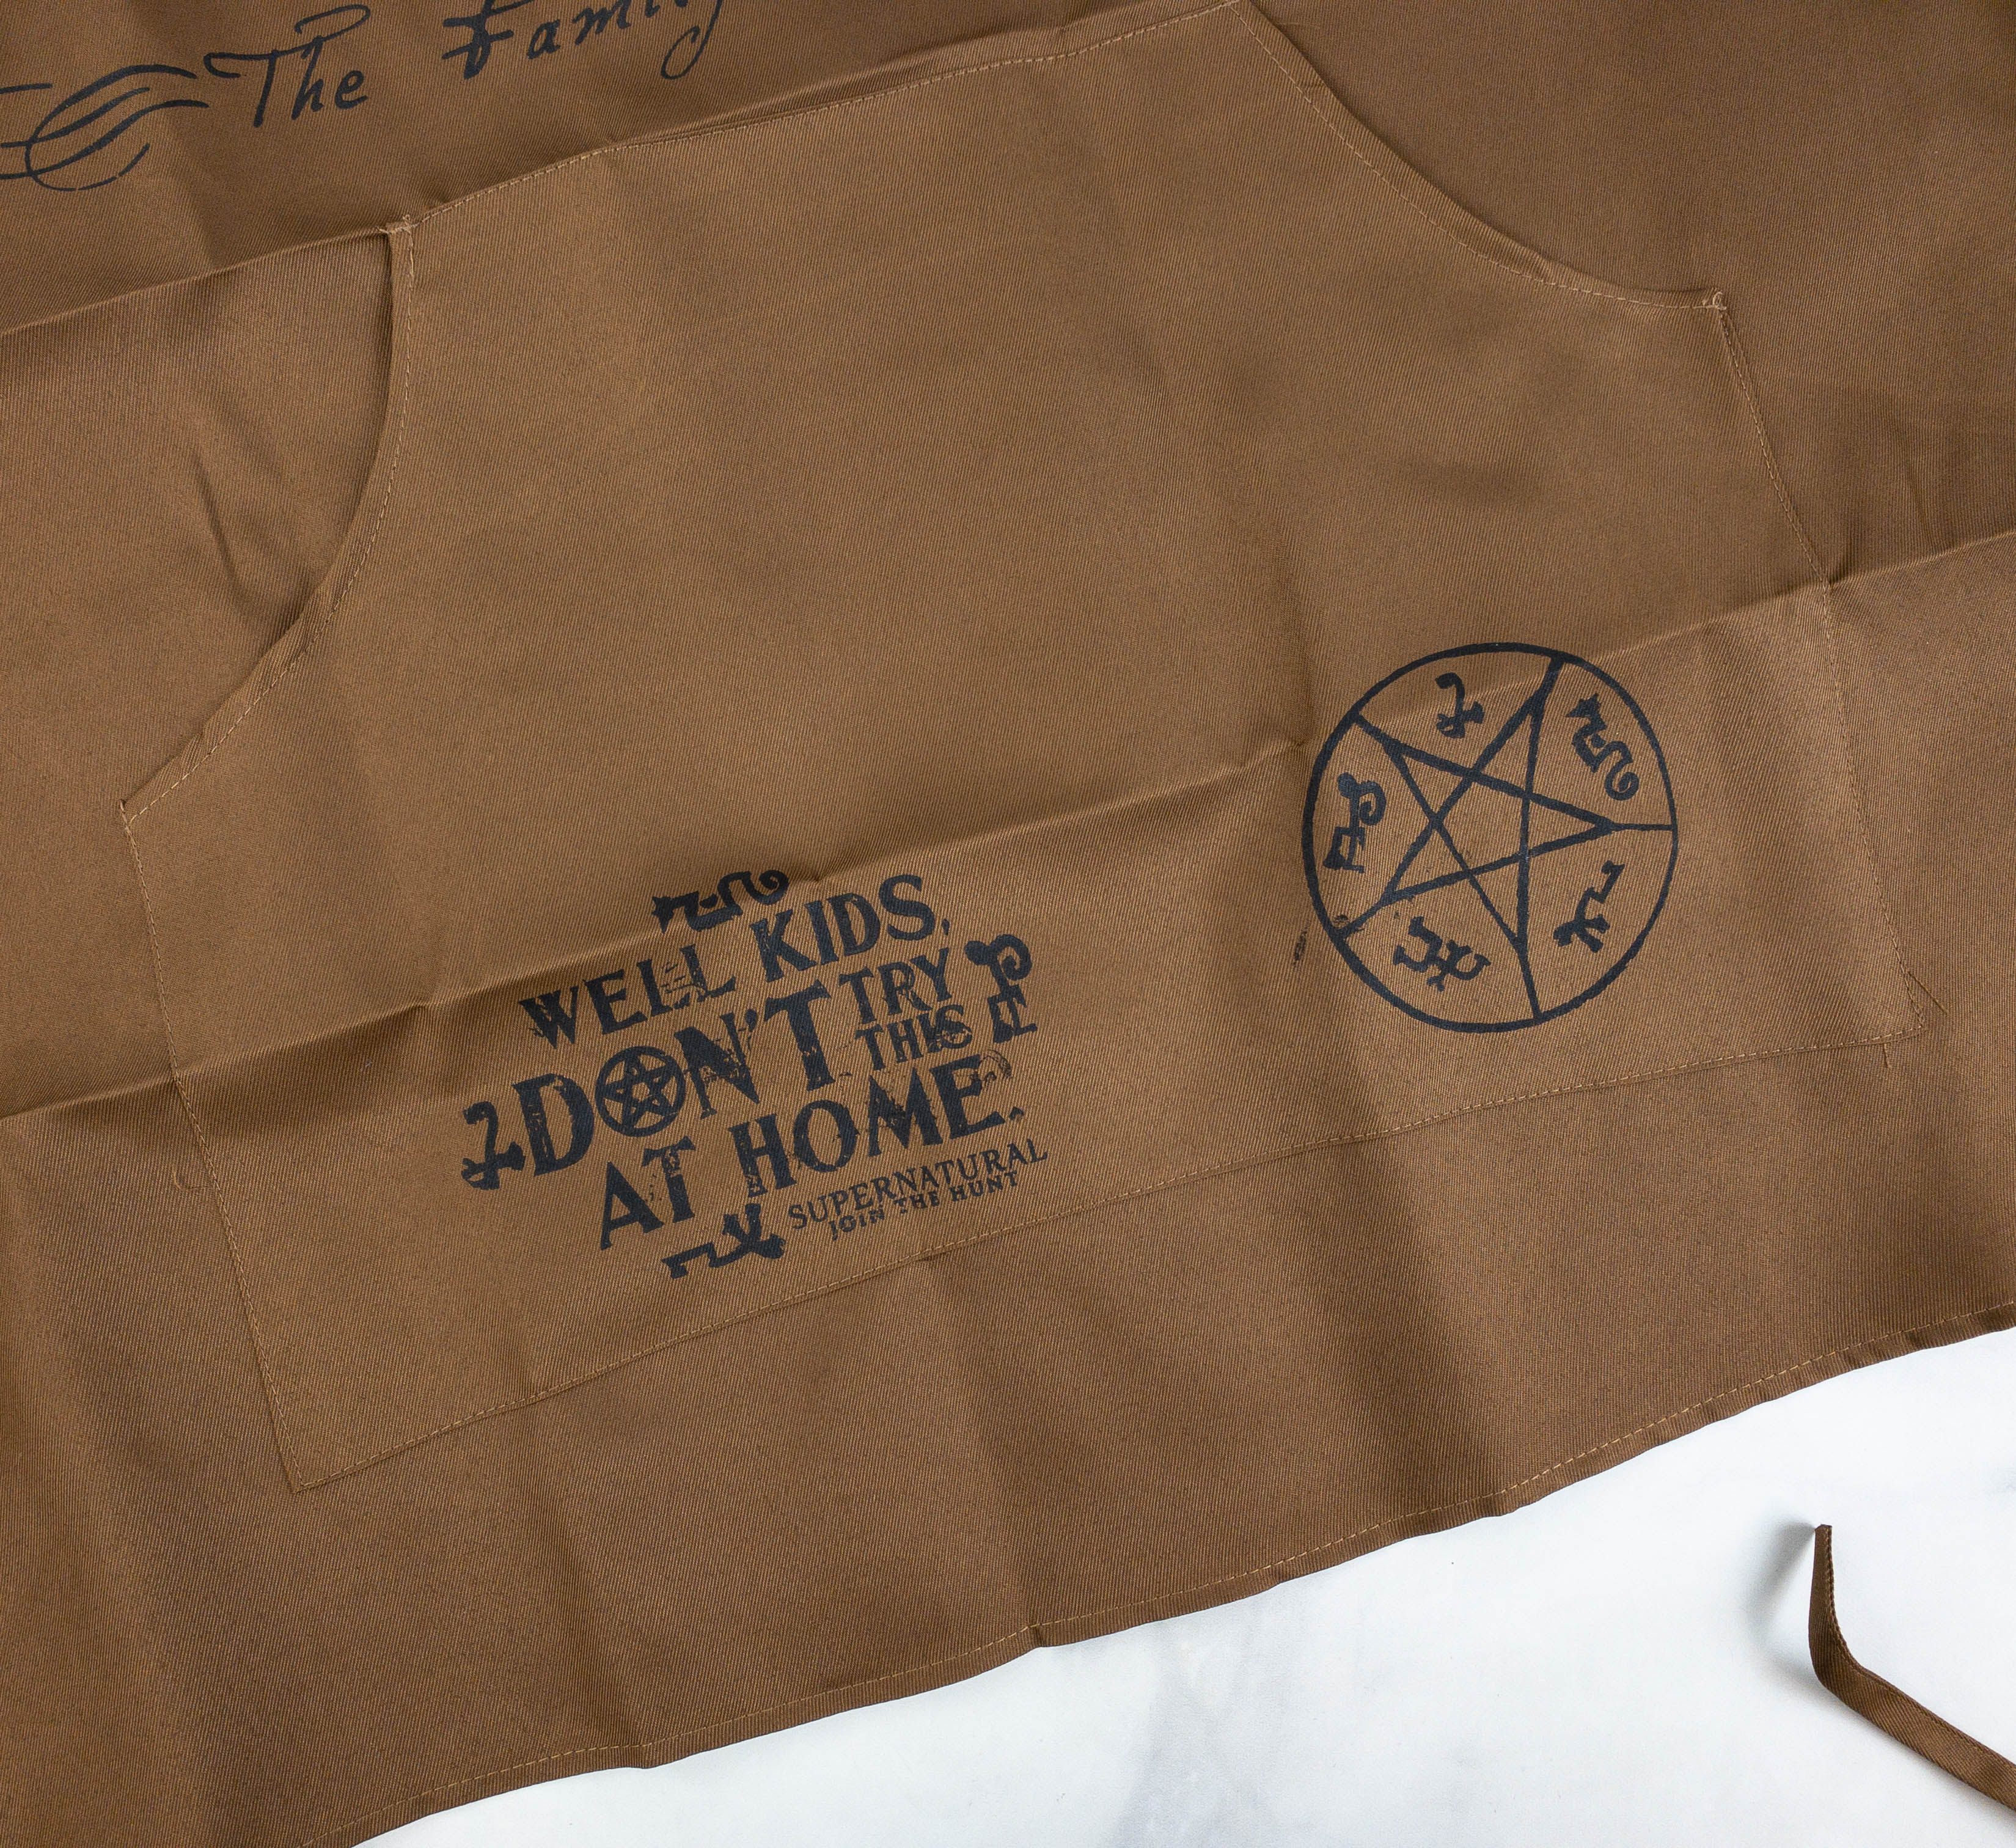 The Family
WELL KIDS,
DON'T TRY
THIS
AT HOME.
SUPERNATURAL
JOIN THE HUNT